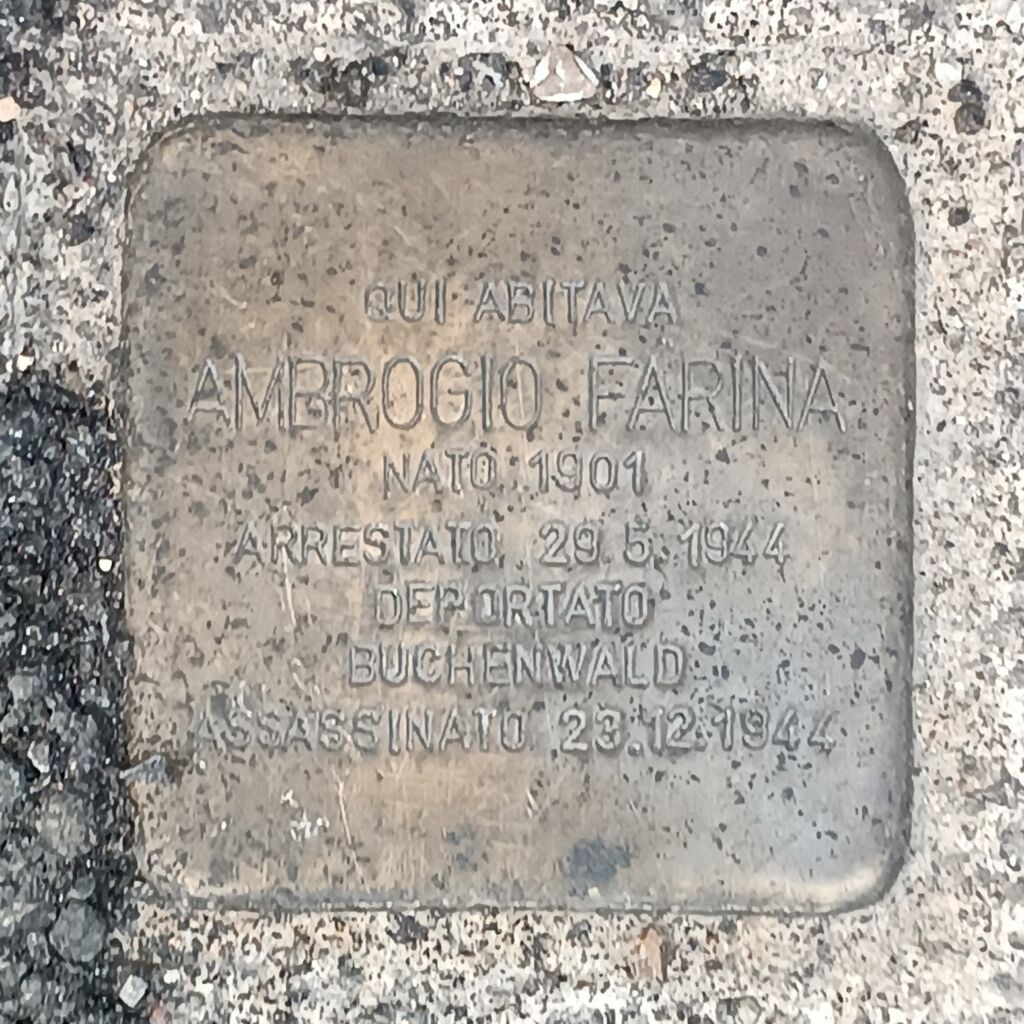 QUI ABITAVA
AMBROGIO FARINA
NATO 1901
ARRESTATO 29.5.1944
DEPORTATO
BUCHENWALD
ASSASSINATO 23.12.1944